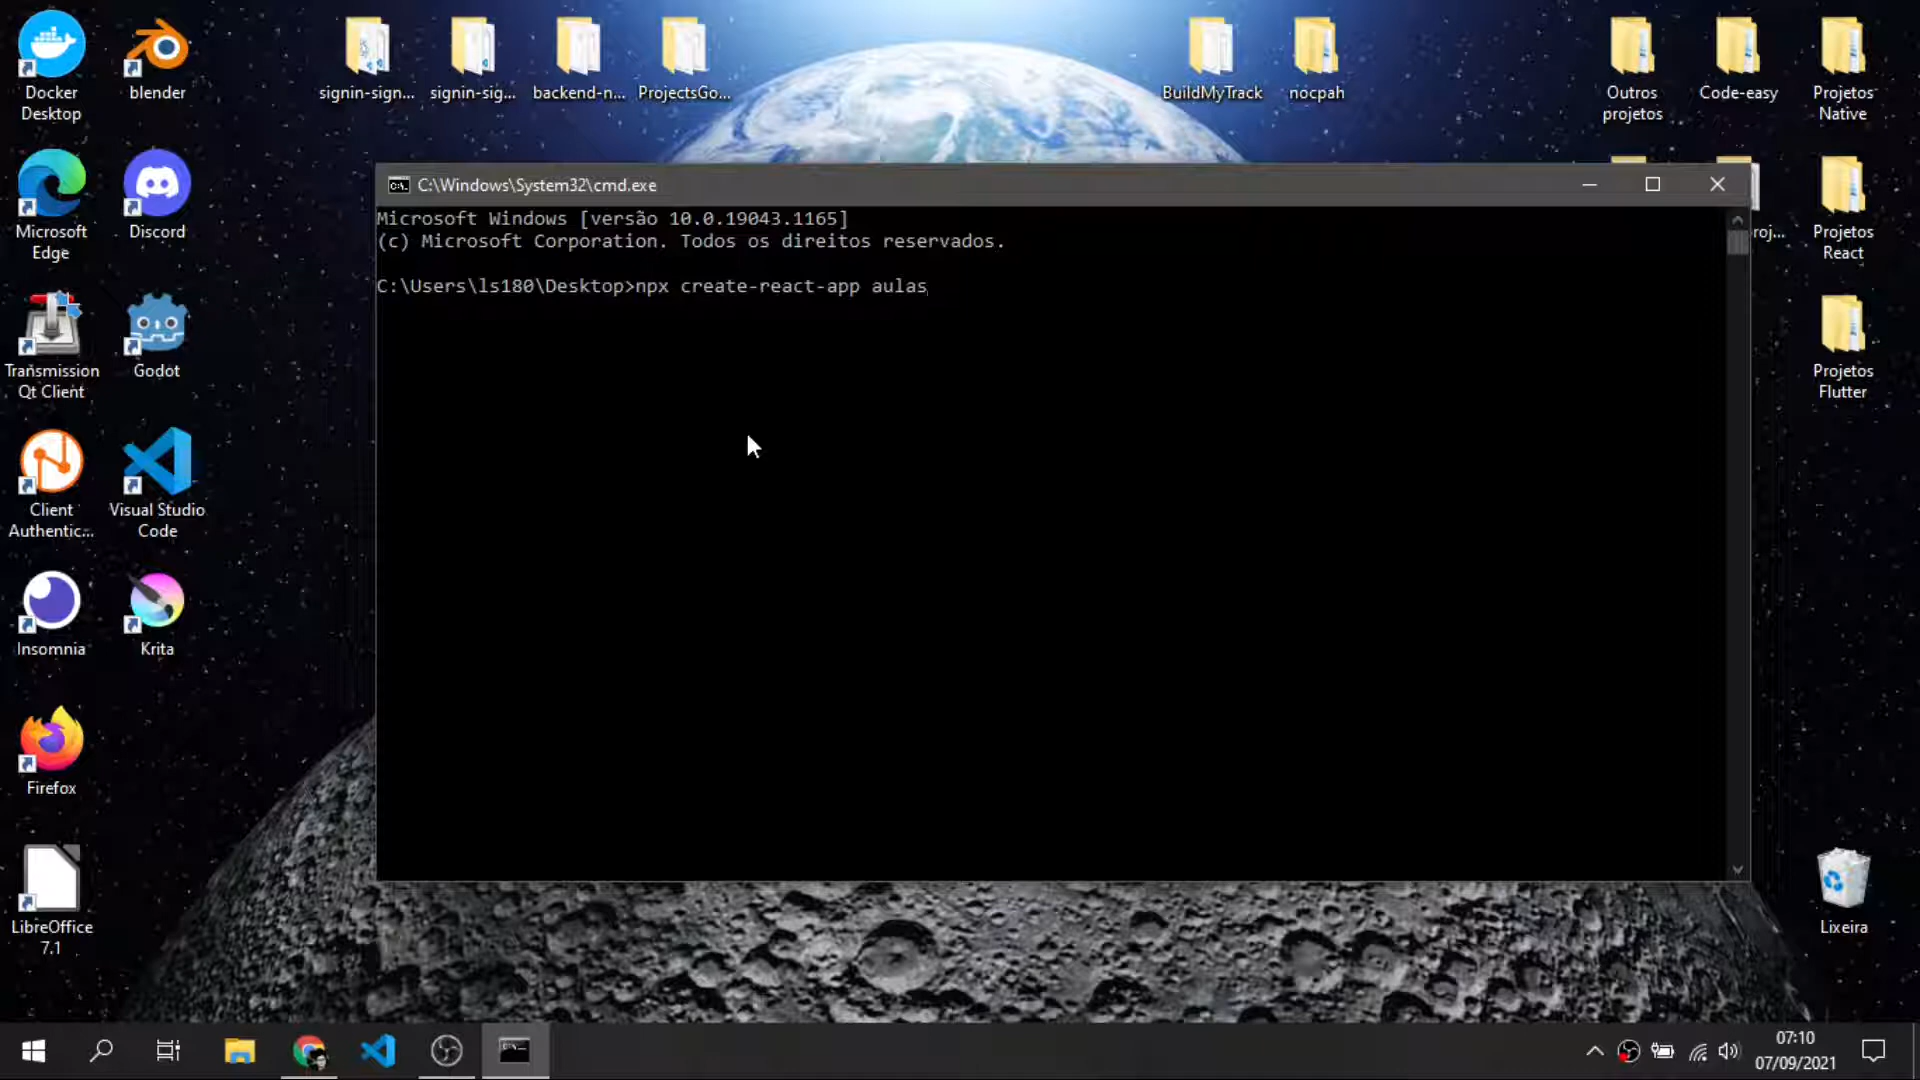 Docker
Desktop
blender
signin-sign...
signin-sig...
backend-n...
ProjectsGo...
BuildMyTrack
nocpah
Outros
projetos
Code-easy
Projetos
Native
Microsoft
Edge
Discord
roj...
Projetos
React
Transmission
Qt Client
Godot
Projetos
Flutter
Client
Authentic...
Visual Studio
Code
Insomnia
Krita
Firefox
LibreOffice
7.1
Lixeira
C:\Windows\System32\cmd.exe
Microsoft Windows [versão 10.0.19043.1165]
(c) Microsoft Corporation. Todos os direitos reservados.
C:\Users\ls180\Desktop>npx create-react-app aulas
07:10
07/09/2021